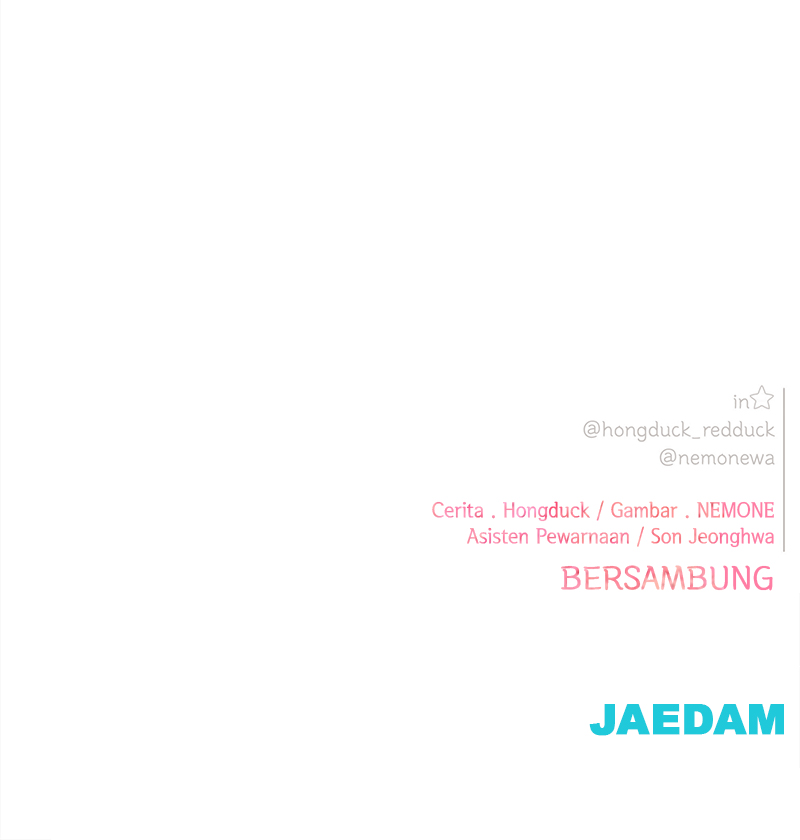 in☆
@hongduck_redduck
@nemonewa
Cerita . Hongduck / Gambar . NEMONE
Asisten Pewarnaan / Son Jeonghwa
BERSAMBUNG
JAEDAM